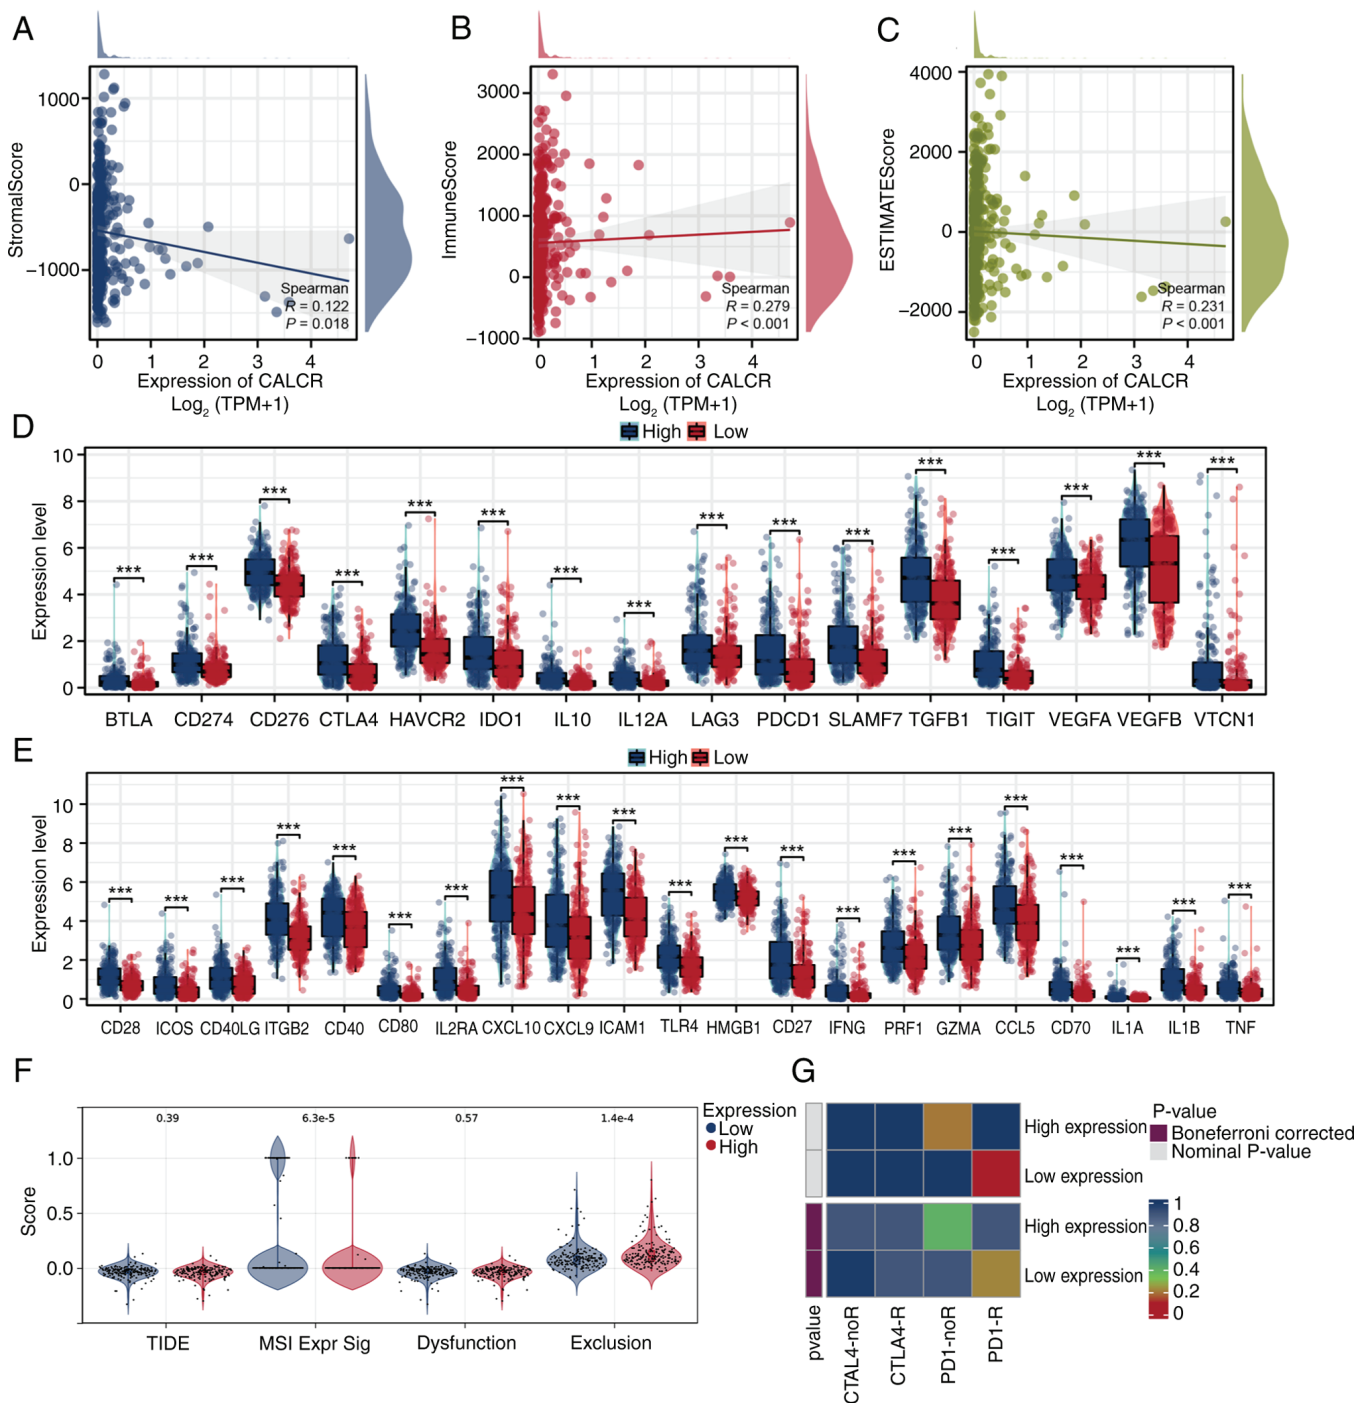 A
StromalScore
1000
0
−1000
0 1 2 3 4
Spearman
R = 0.122
P = 0.018
Expression of CALCR
Log2 (TPM+1)
B
ImmuneScore
3000
2000
1000
0
−1000
0 1 2 3 4
Spearman
R = 0.279
P < 0.001
Expression of CALCR
Log2 (TPM+1)
C
ESTIMATEScore
4000
2000
0
−2000
0 1 2 3 4
Spearman
R = 0.231
P < 0.001
Expression of CALCR
Log2 (TPM+1)
D
High Low
Expression level
10
8
6
4
2
0
*** *** *** *** *** *** *** *** *** *** *** *** *** *** *** ***
BTLA CD274 CD276 CTLA4 HAVCR2 IDO1 IL10 IL12A LAG3 PDCD1 SLAMF7 TGFB1 TIGIT VEGFA VEGFB VTCN1
E
High Low
Expression level
10
8
6
4
2
0
*** *** *** *** *** *** *** *** *** *** *** *** *** *** *** *** *** *** *** *** ***
CD28 ICOS CD40LG ITGB2 CD40 CD80 IL2RA CXCL10 CXCL9 ICAM1 TLR4 HMGB1 CD27 IFNG PRF1 GZMA CCL5 CD70 IL1A IL1B TNF
F
0.39 6.3e-5 0.57 1.4e-4
Score
1.0
0.5
0.0
TIDE MSI Expr Sig Dysfunction Exclusion
Expression
Low
High
G
High expression
Low expression
High expression
Low expression
pvalue
CTAL4-noR
CTLA4-R
PD1-noR
PD1-R
P-value
Boneferroni corrected
Nominal P-value
1
0.8
0.6
0.4
0.2
0